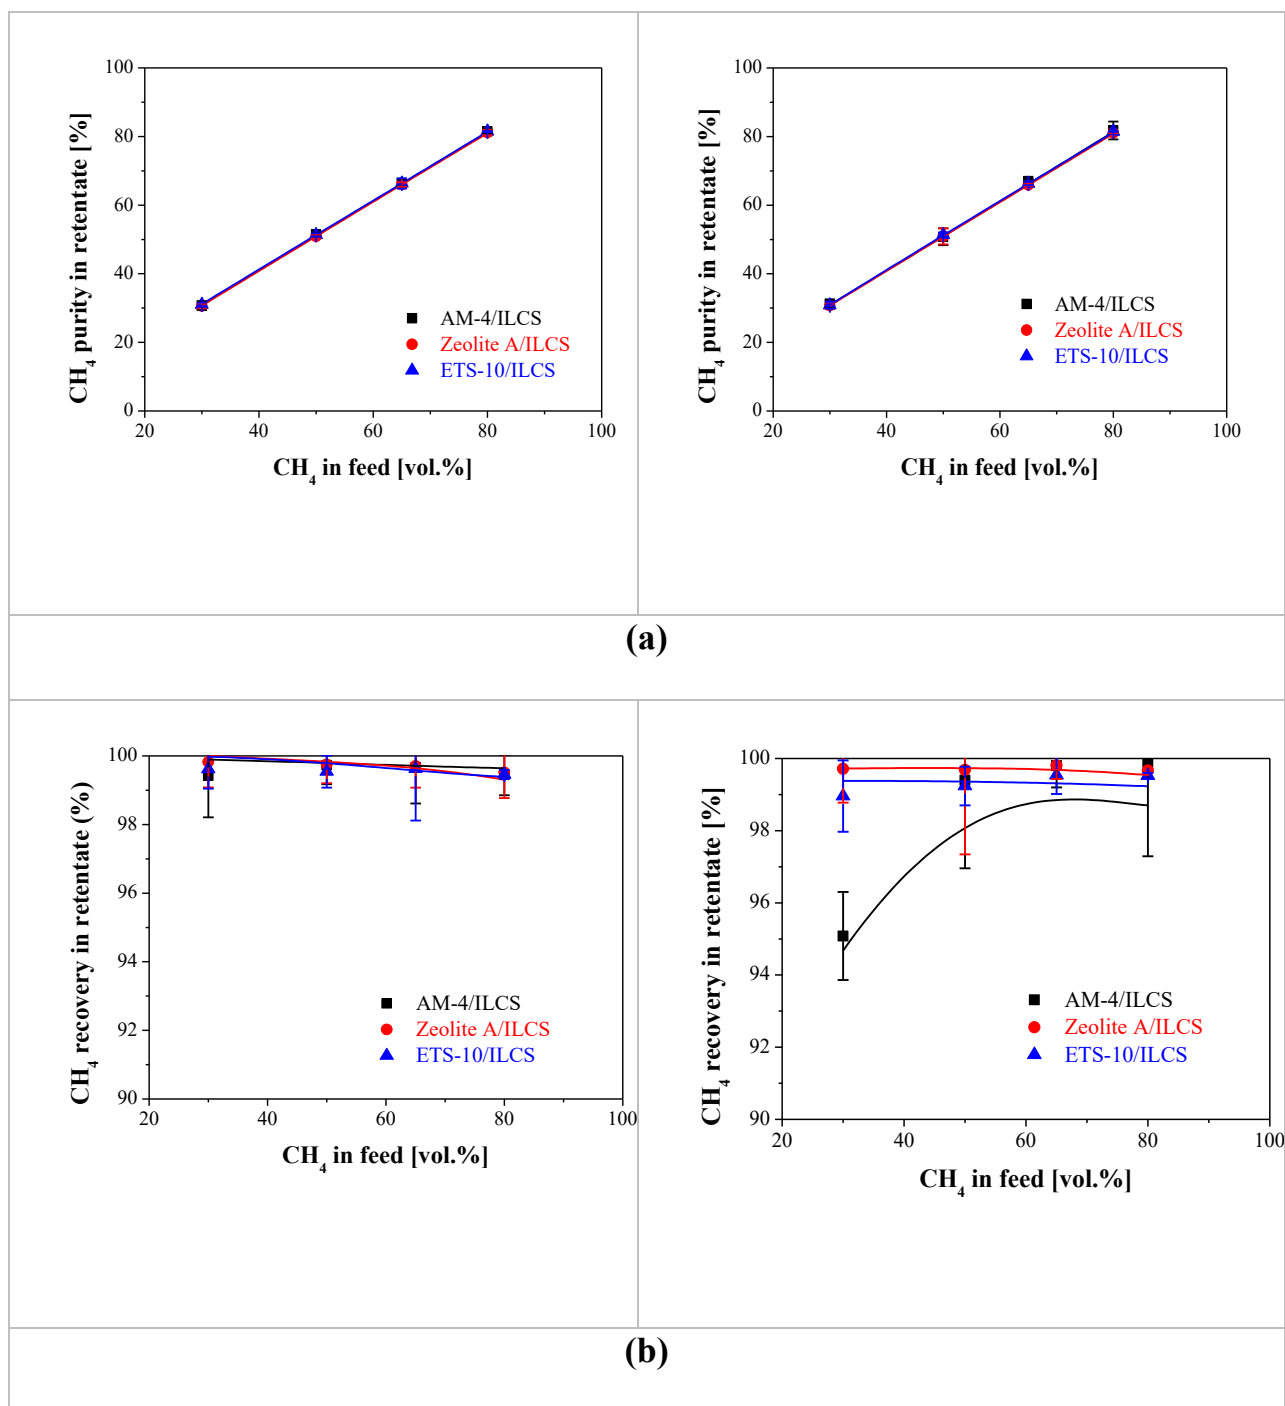 CH4 purity in retentate [%]
100
80
60
40
20
0
AM-4/ILCS
Zeolite A/ILCS
ETS-10/ILCS
20 40 60 80 100
CH4 in feed [vol.%]
CH4 purity in retentate [%]
100
80
60
40
20
0
AM-4/ILCS
Zeolite A/ILCS
ETS-10/ILCS
20 40 60 80 100
CH4 in feed [vol.%]
(a)
CH4 recovery in retentate (%)
100
98
96
94
92
90
AM-4/ILCS
Zeolite A/ILCS
ETS-10/ILCS
20 40 60 80 100
CH4 in feed [vol.%]
CH4 recovery in retentate [%]
100
98
96
94
92
90
AM-4/ILCS
Zeolite A/ILCS
ETS-10/ILCS
20 40 60 80 100
CH4 in feed [vol.%]
(b)